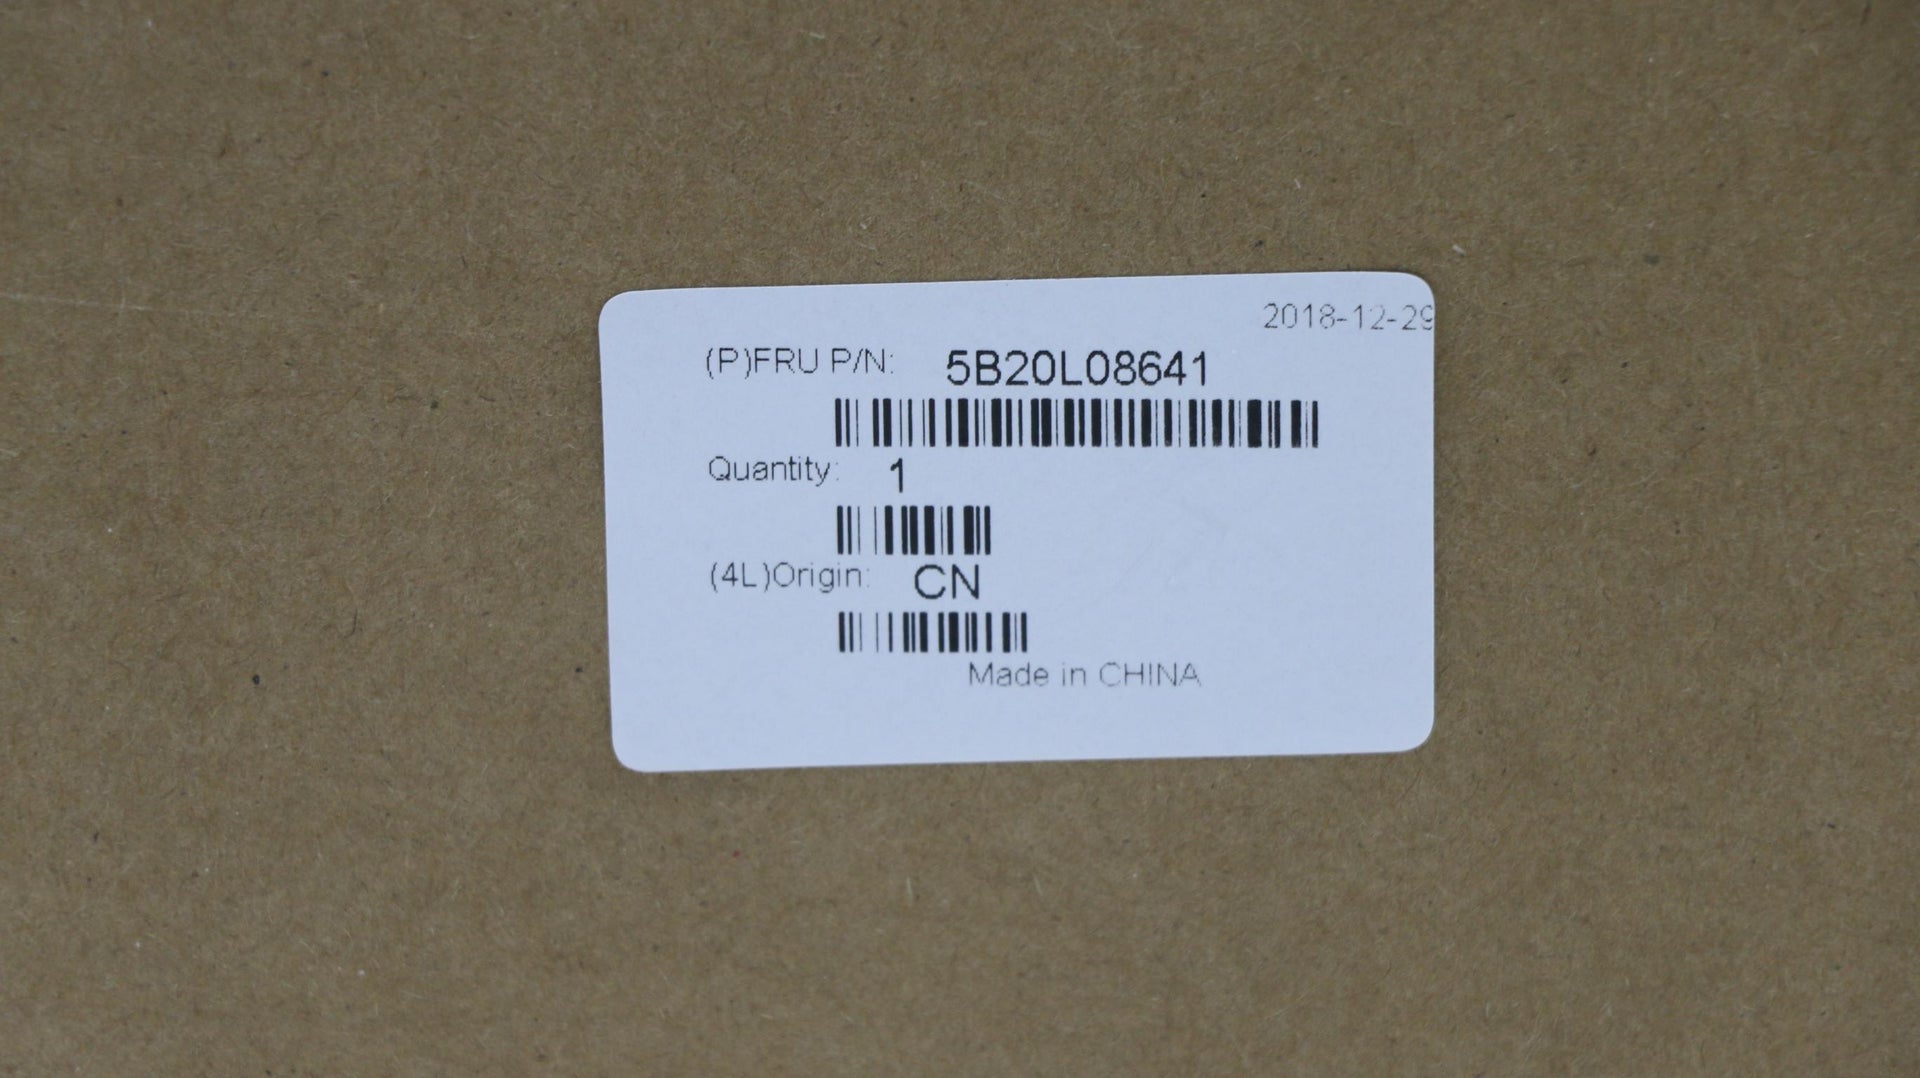 2018-12-29
(P)FRU P/N: 5B20L08641
Quantity: 1
(4L)Origin: CN
Made in CHINA